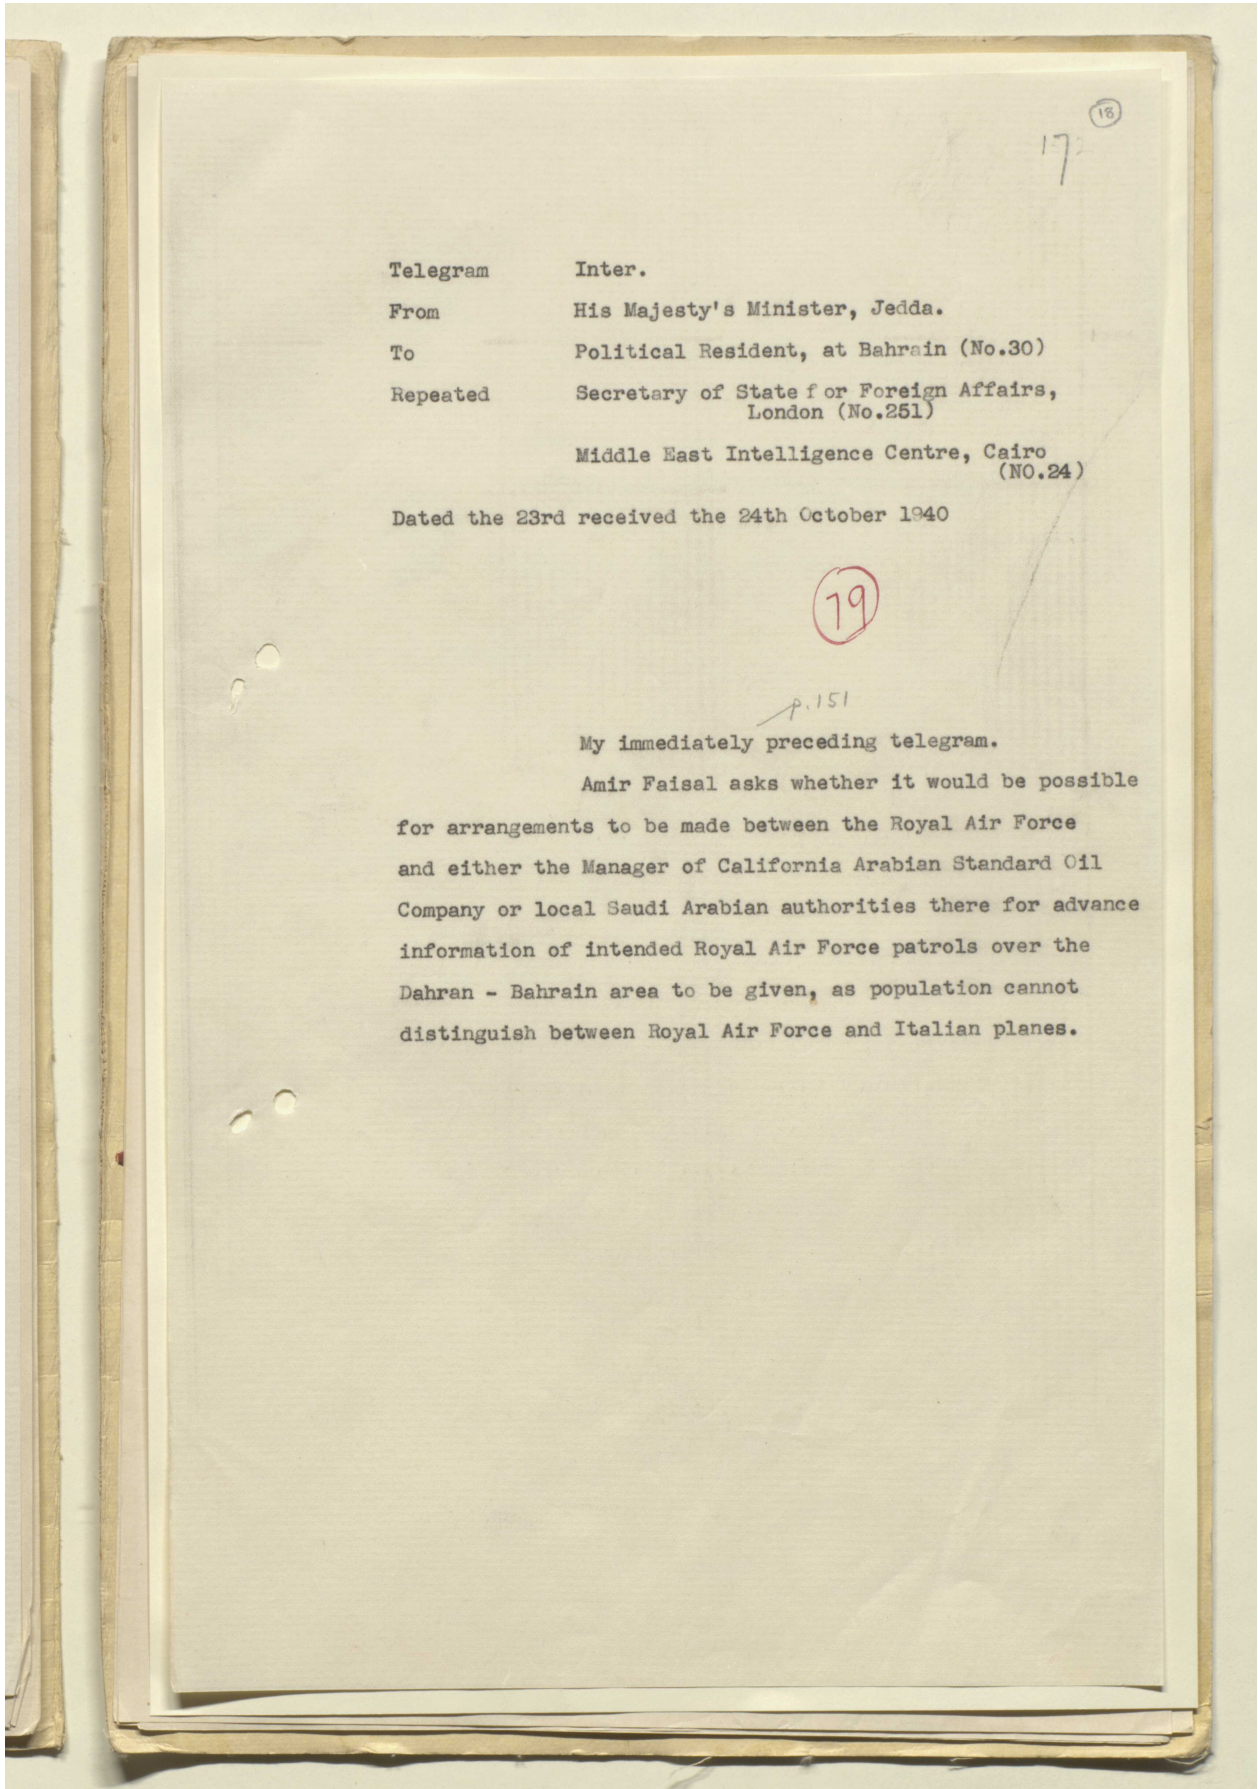 18
172
Telegram Inter.
From His Majesty's Minister, Jedda.
To Political Resident, at Bahrain (No.30)
Repeated Secretary of State for Foreign Affairs,
London (No.251)
Middle East Intelligence Centre, Cairo
(NO.24)
Dated the 23rd received the 24th October 1940
79
p.151
My immediately preceding telegram.
Amir Faisal asks whether it would be possible
for arrangements to be made between the Royal Air Force
and either the Manager of California Arabian Standard Oil
Company or local Saudi Arabian authorities there for advance
information of intended Royal Air Force patrols over the
Dahran - Bahrain area to be given, as population cannot
distinguish between Royal Air Force and Italian planes.